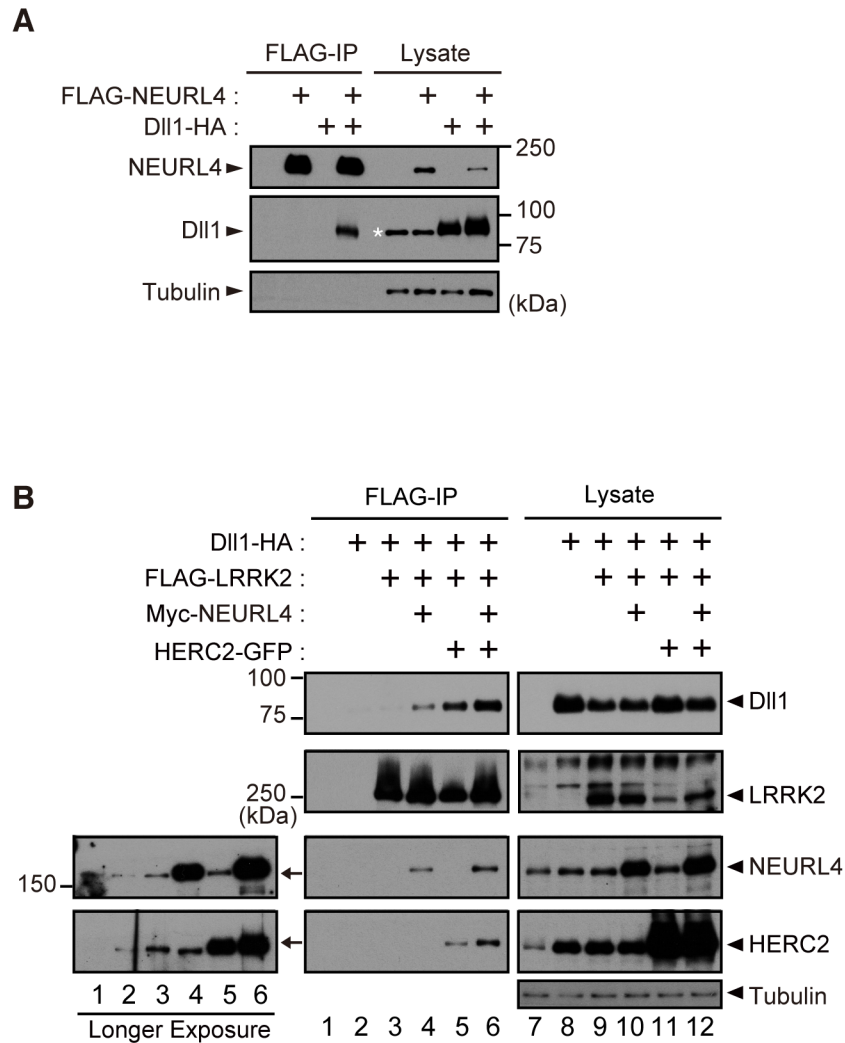 A
FLAG-IP Lysate
FLAG-NEURL4 : + + + +
Dll1-HA : + + + +
NEURL4 250
Dll1 * 100
75
Tubulin (kDa)
B
FLAG-IP Lysate
Dll1-HA : + + + + + + + + + +
FLAG-LRRK2 : + + + + + + + +
Myc-NEURL4 : + + + +
HERC2-GFP : + + + +
100
75 Dll1
250 LRRK2
(kDa)
150 NEURL4
HERC2
Tubulin
1 2 3 4 5 6 1 2 3 4 5 6 7 8 9 10 11 12
Longer Exposure